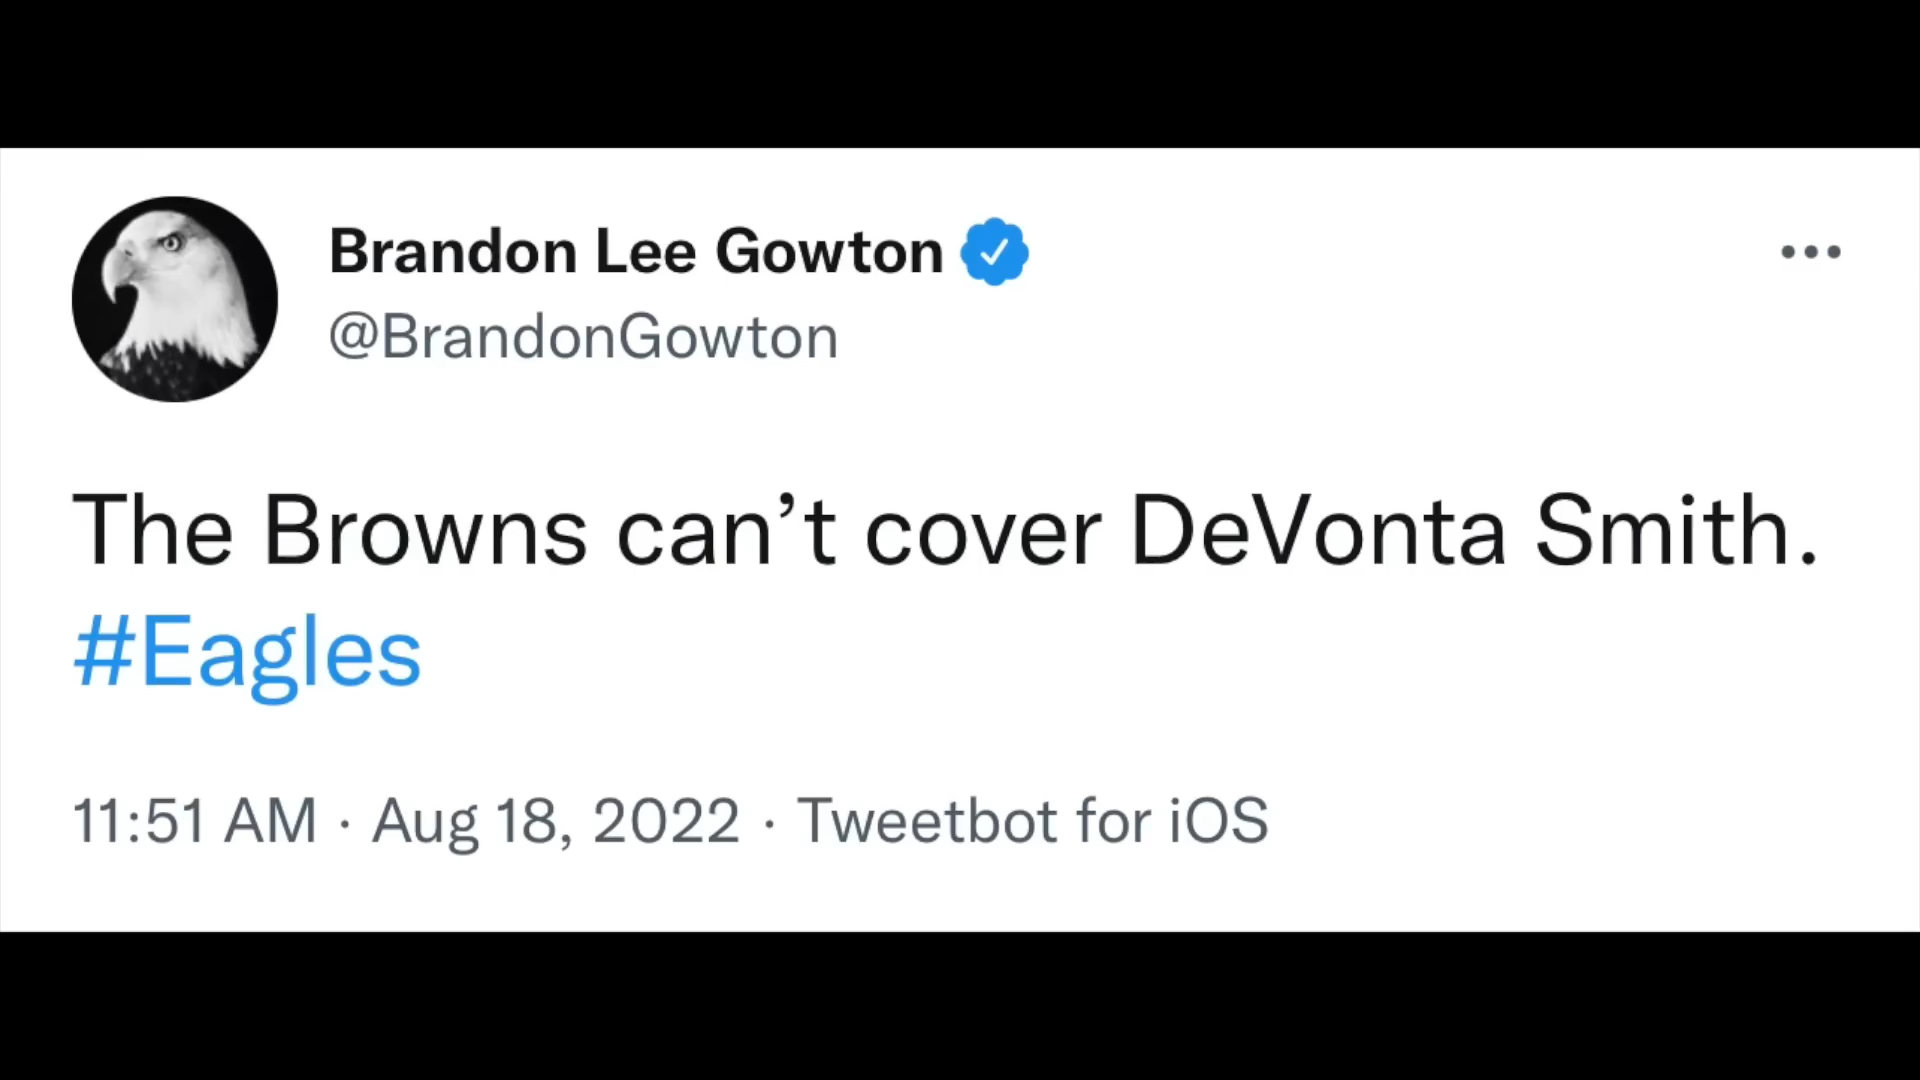 Brandon Lee Gowton
@BrandonGowton
The Browns can’t cover DeVonta Smith.
#Eagles
11:51 AM · Aug 18, 2022 · Tweetbot for iOS